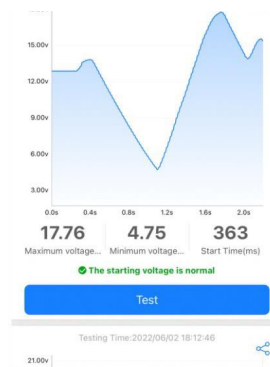 15.00v
12.00v
9.00v
6.00v
3.00v
0.0s 0.4s 0.8s 1.2s 1.6s 2.0s
17.76 4.75 363
Maximum voltage... Minimum voltage... Start Time(ms)
The starting voltage is normal
Test
Testing Time:2022/06/02 18:12:46
21.00v